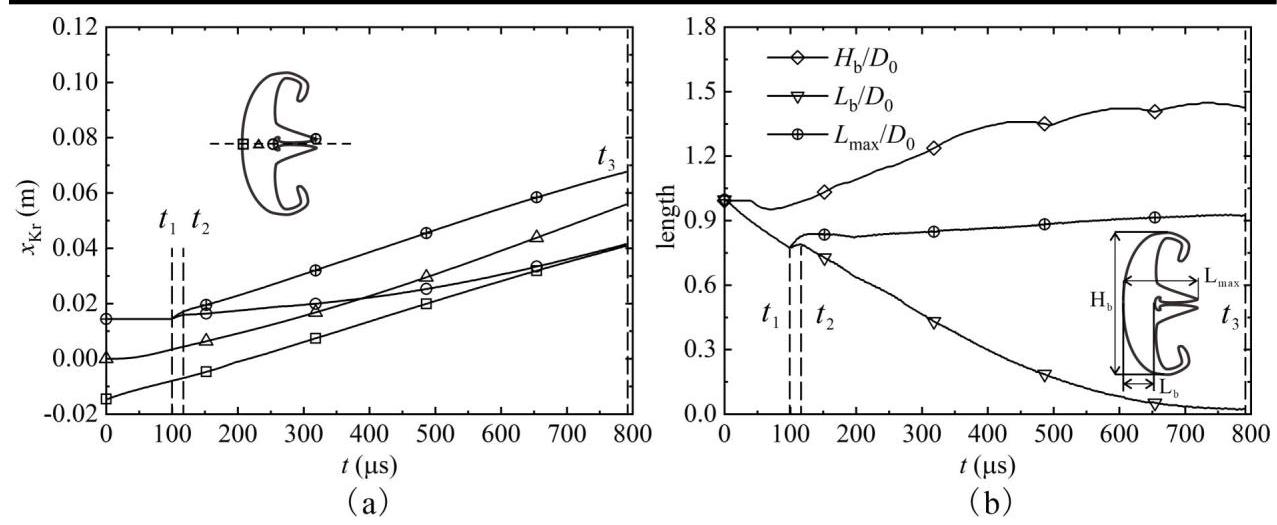 0.12
0.10
0.08
0.06
0.04
0.02
0.00
-0.02
x_Kr (m)
t_1
t_2
t_3
0 100 200 300 400 500 600 700 800
t (μs)
(a)
1.8
1.5
1.2
0.9
0.6
0.3
0.0
length
H_b/D_0
L_b/D_0
L_max/D_0
t_1
t_2
t_3
H_b
L_max
L_b
0 100 200 300 400 500 600 700 800
t (μs)
(b)